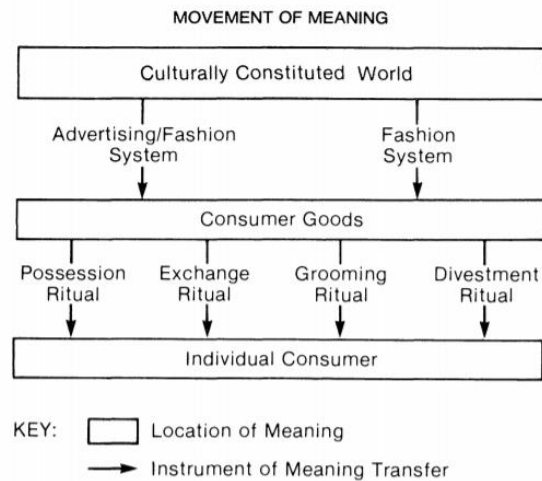 MOVEMENT OF MEANING
Culturally Constituted World
Advertising/Fashion
System
Fashion
System
Consumer Goods
Possession
Ritual
Exchange
Ritual
Grooming
Ritual
Divestment
Ritual
Individual Consumer
KEY:
Location of Meaning
Instrument of Meaning Transfer